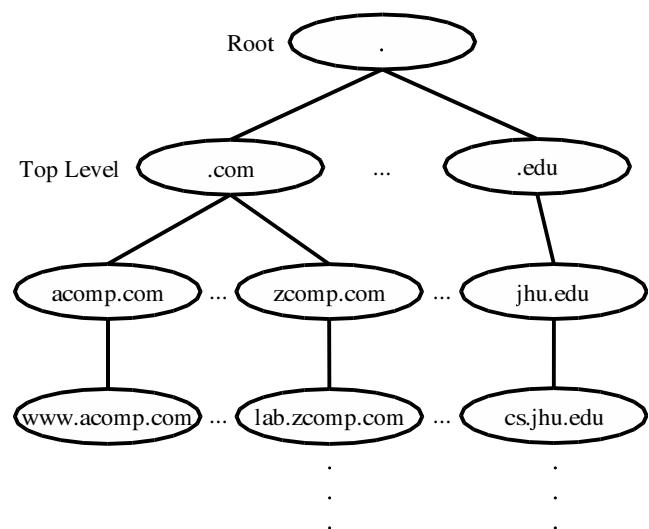 Root .
Top Level .com ... .edu
acomp.com ... zcomp.com ... jhu.edu
www.acomp.com ... lab.zcomp.com ... cs.jhu.edu
. .
. .
. .